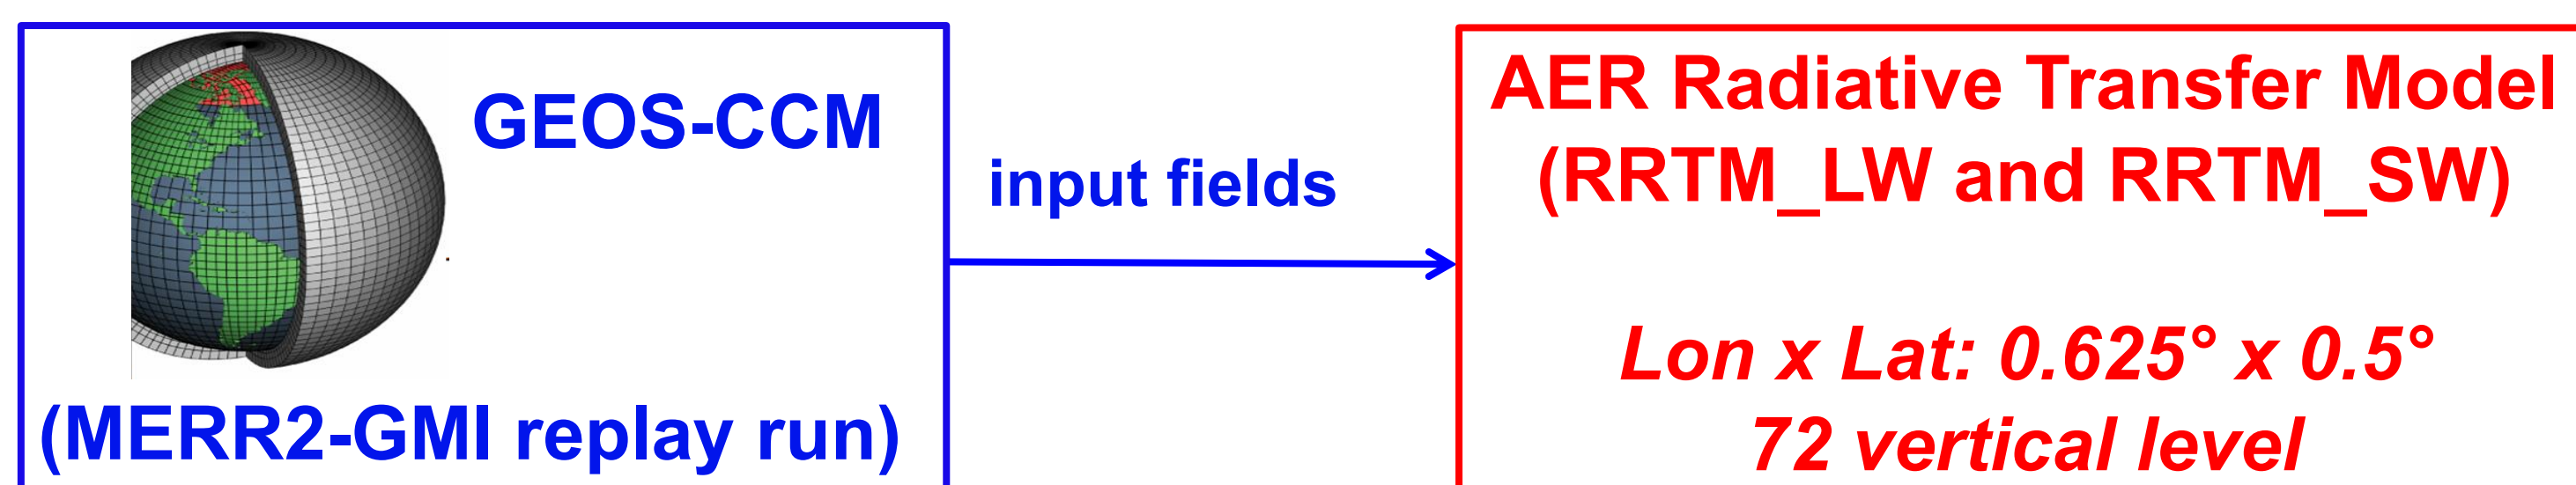 GEOS-CCM
(MERR2-GMI replay run)
input fields
AER Radiative Transfer Model
(RRTM_LW and RRTM_SW)
Lon x Lat: 0.625° x 0.5°
72 vertical level